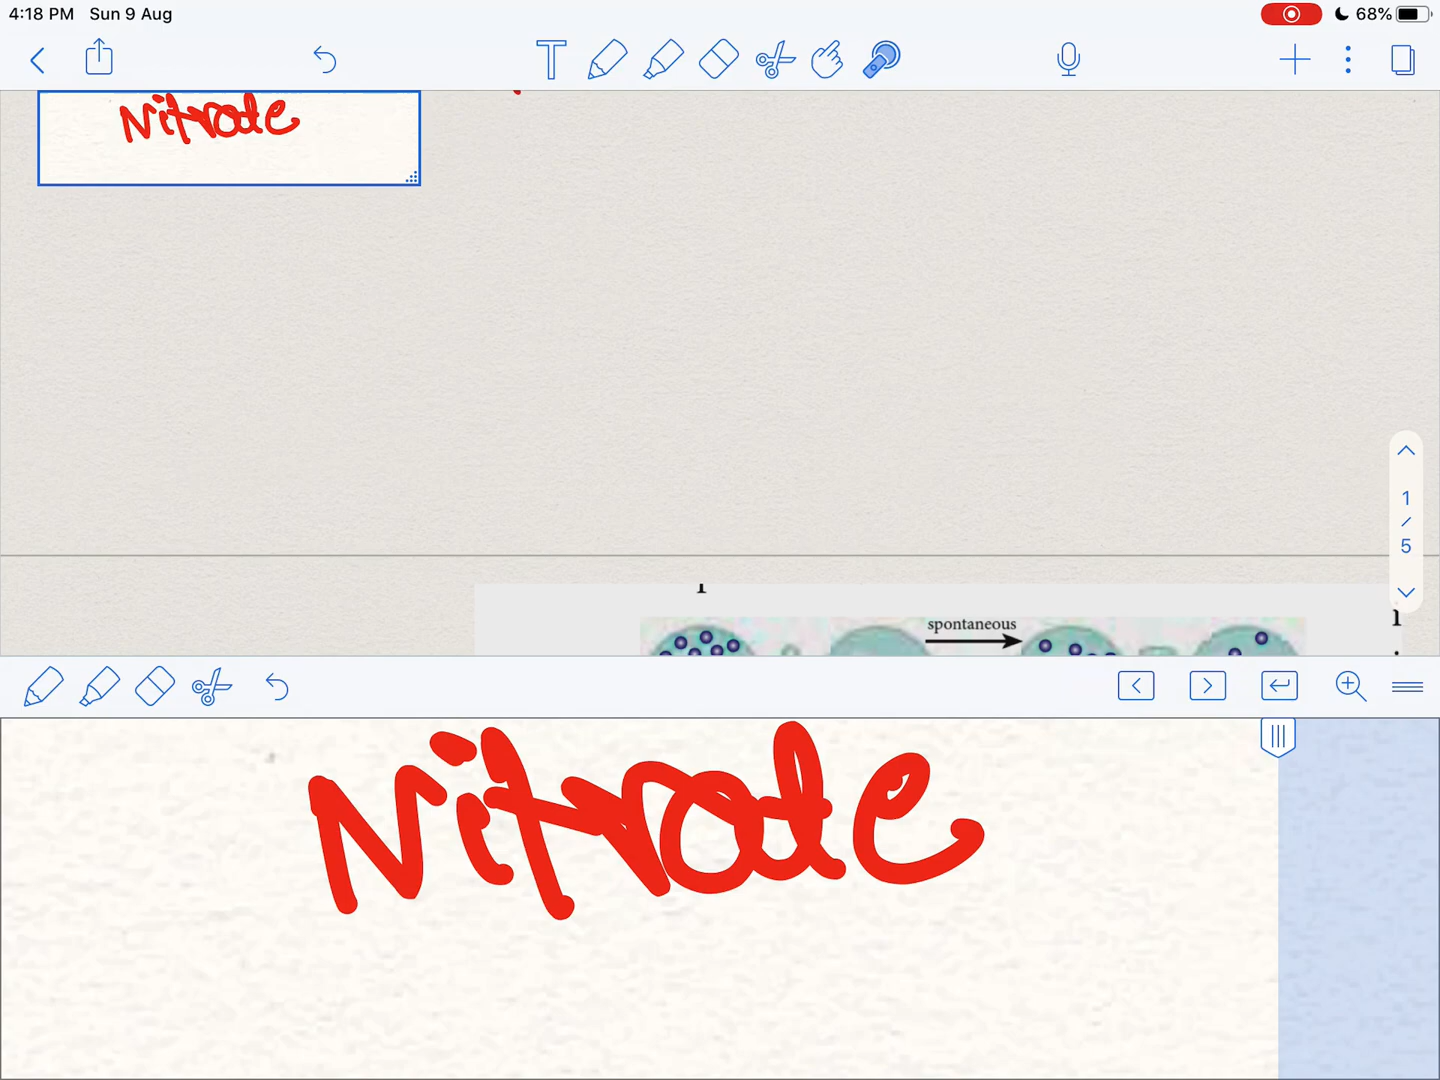 4:18 PM Sun 9 Aug
68%
Nitrate
1
/
5
spontaneous
Nitrate